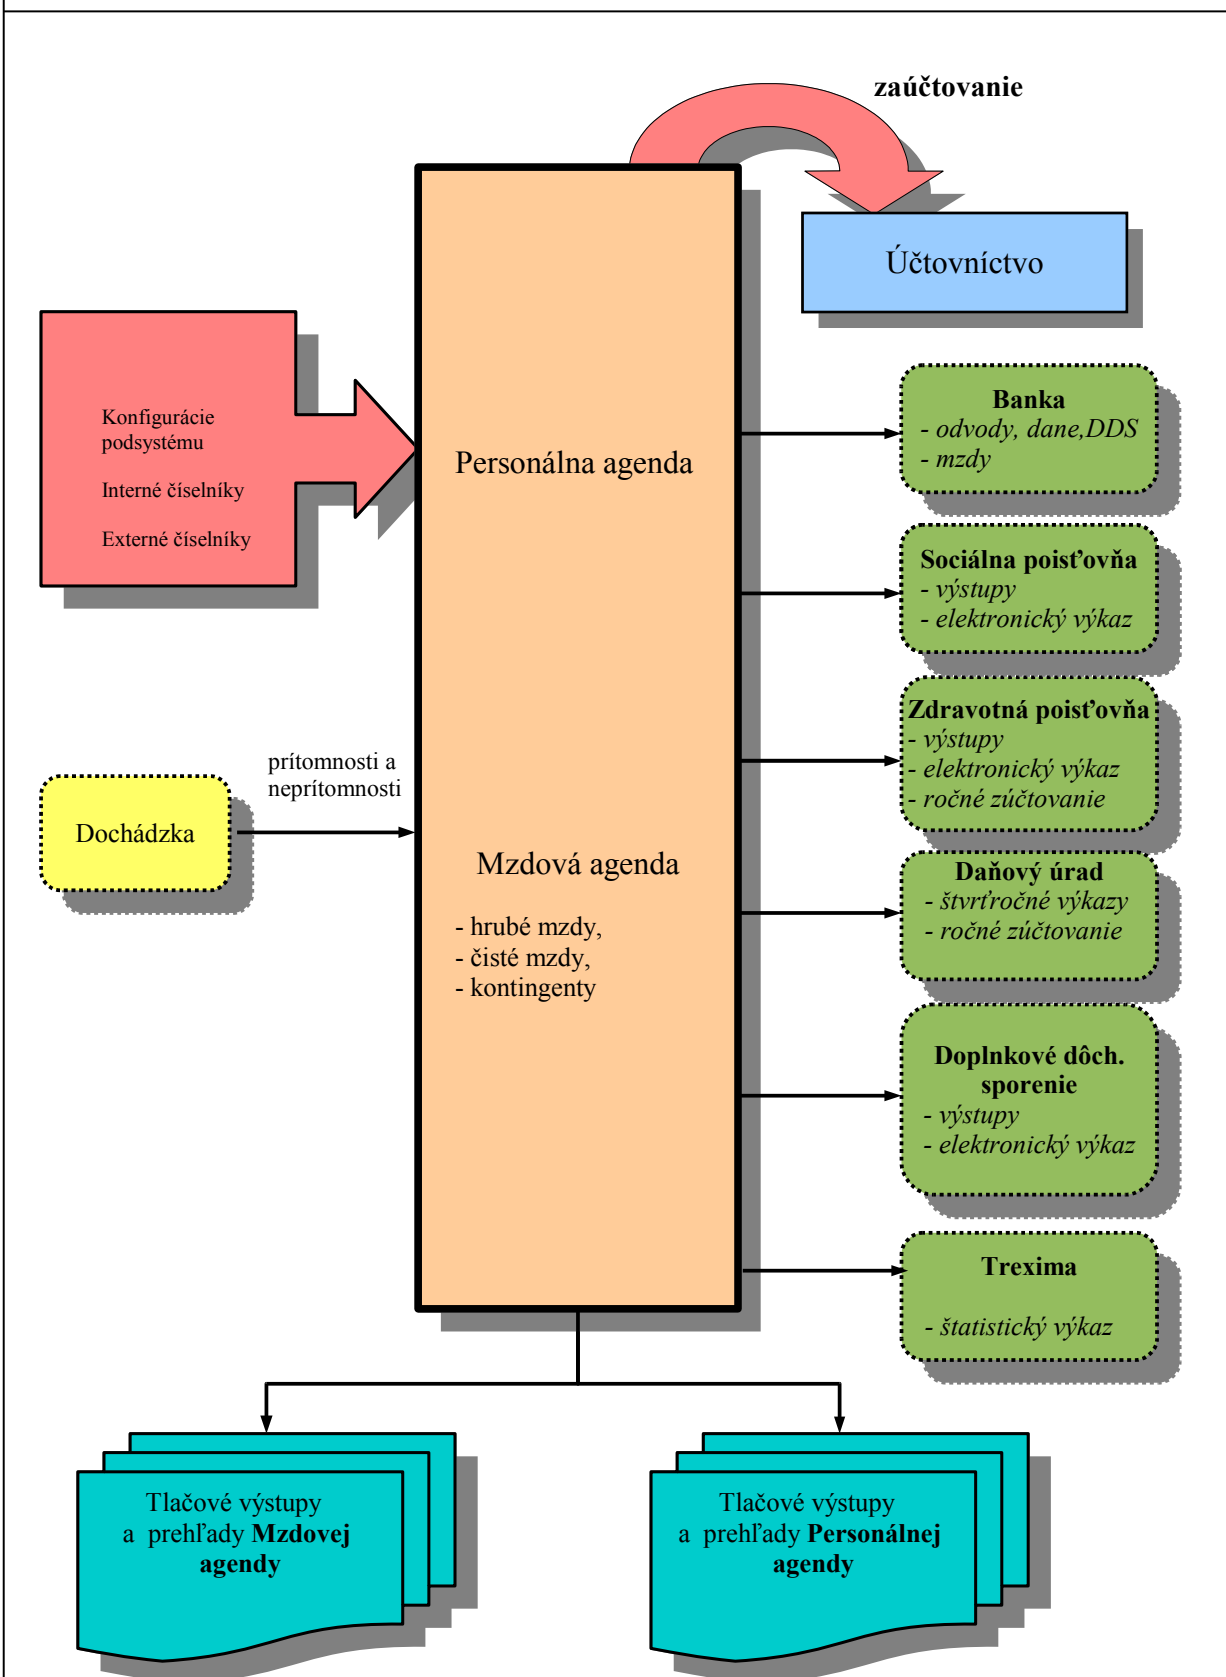 zaúčtovanie
Účtovníctvo
Konfigurácie
podsystému
Interné číselníky
Externé číselníky
Personálna agenda
Banka
- odvody, dane,DDS
- mzdy
Sociálna poisťovňa
- výstupy
- elektronický výkaz
Zdravotná poisťovňa
- výstupy
- elektronický výkaz
- ročné zúčtovanie
prítomnosti a
neprítomnosti
Dochádzka
Mzdová agenda
- hrubé mzdy,
- čisté mzdy,
- kontingenty
Daňový úrad
- štvrťročné výkazy
- ročné zúčtovanie
Doplnkové dôch.
sporenie
- výstupy
- elektronický výkaz
Trexima
- štatistický výkaz
Tlačové výstupy
a prehľady Mzdovej
agendy
Tlačové výstupy
a prehľady Personálnej
agendy